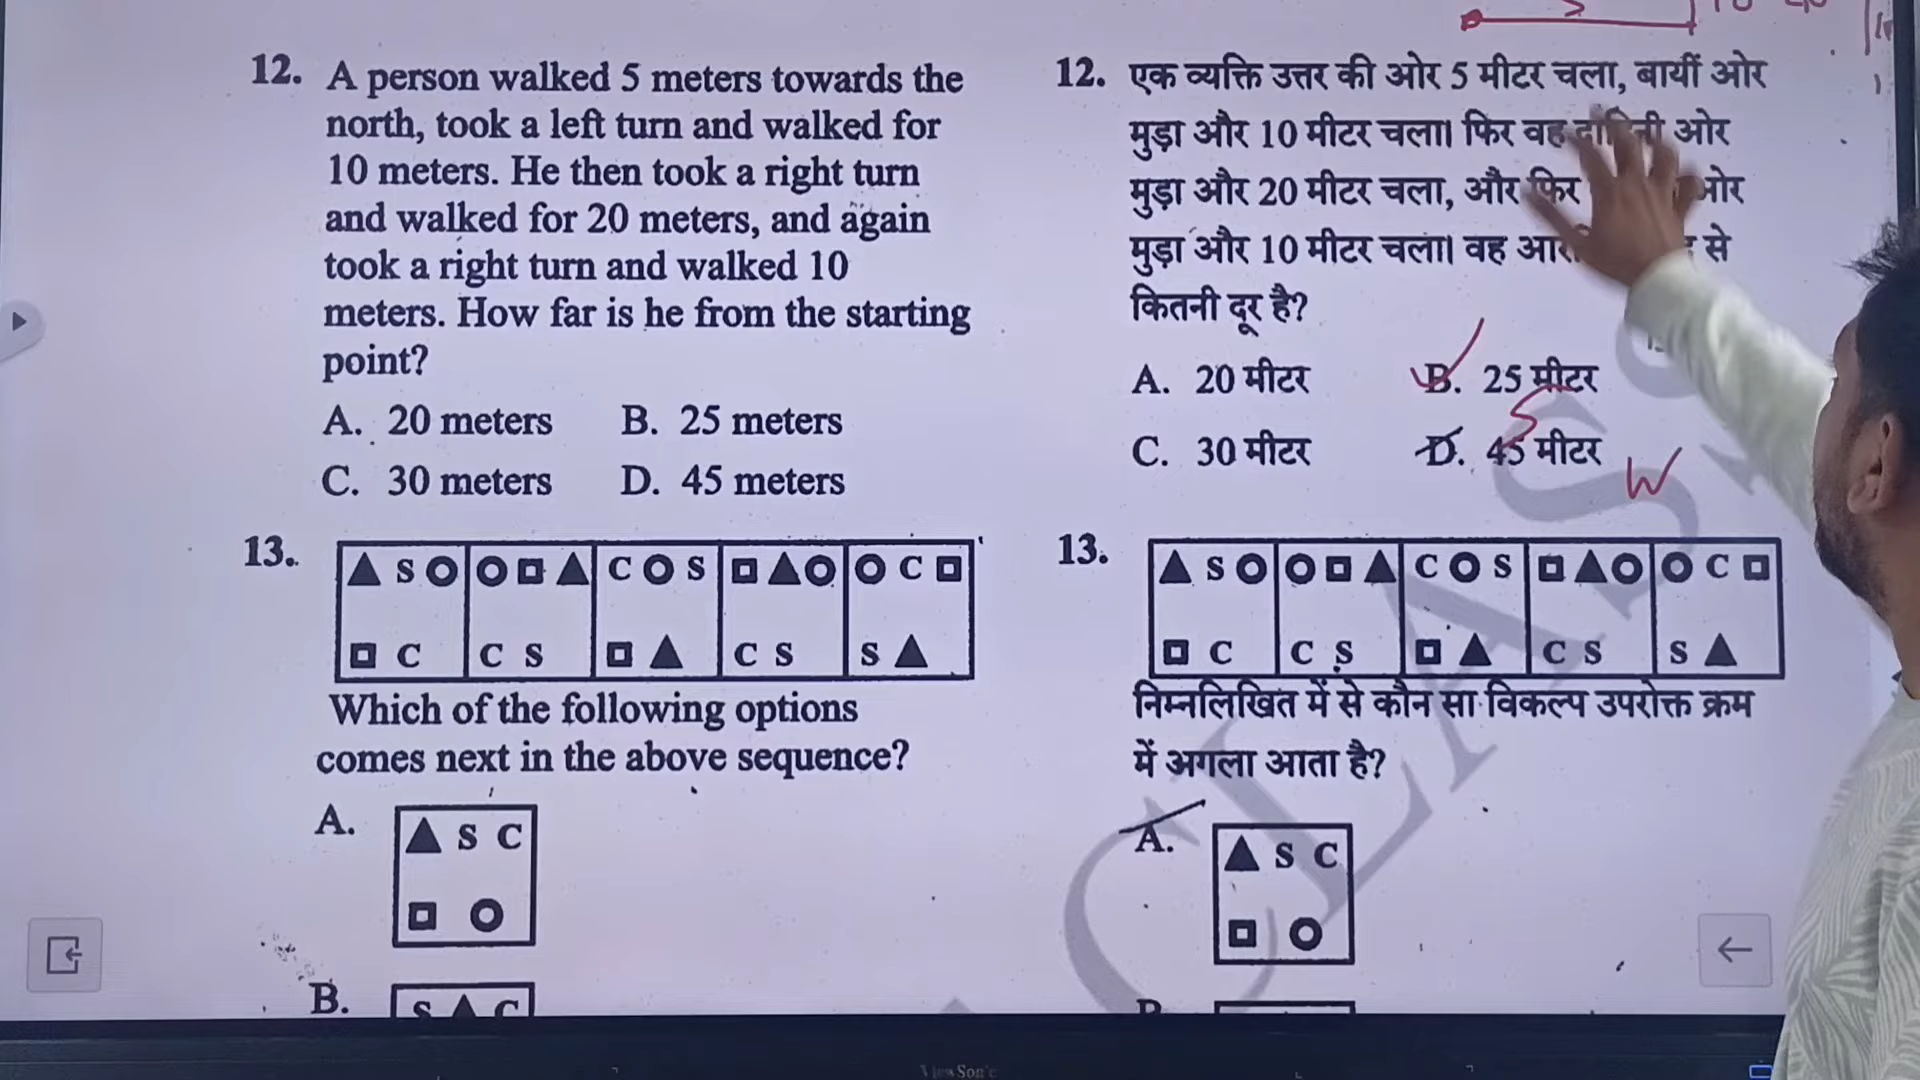 12. A person walked 5 meters towards the
north, took a left turn and walked for
10 meters. He then took a right turn
and walked for 20 meters, and again
took a right turn and walked 10
meters. How far is he from the starting
point?
A. 20 meters B. 25 meters
C. 30 meters D. 45 meters
13.
S C S C
C S C S S
Which of the following options
comes next in the above sequence?
A.
S C
B.
S C
12. एक व्यक्ति उत्तर की ओर 5 मीटर चला, बायीं ओर
मुड़ा और 10 मीटर चला। फिर वह ओर
मुड़ा और 20 मीटर चला, और फिर ओर
मुड़ा और 10 मीटर चला। वह से
कितनी दूर है?
A. 20 मीटर B. 25 मीटर
C. 30 मीटर D. 45 मीटर
S
W
13.
S C S C
C C S C S S
निम्नलिखित में से कौन सा विकल्प उपरोक्त क्रम
में अगला आता है?
A.
S C
CLASS